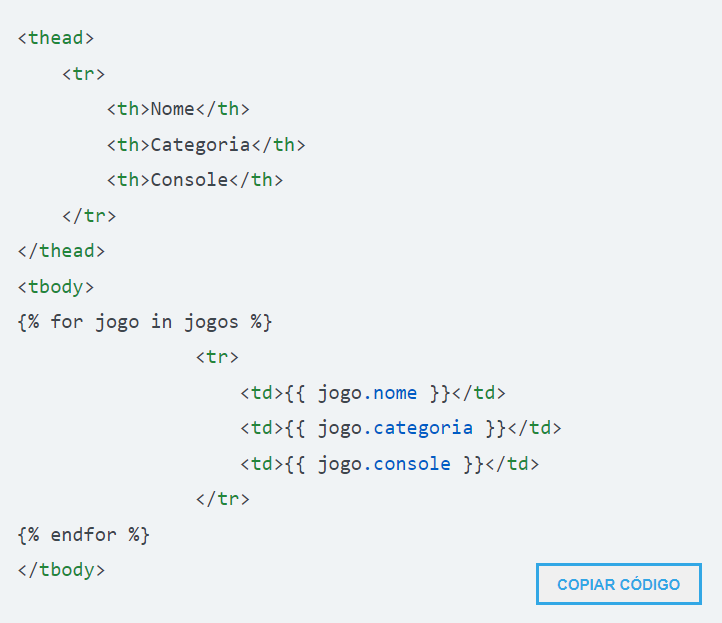 <thead>
    <tr>
        <th>Nome</th>
        <th>Categoria</th>
        <th>Console</th>
    </tr>
</thead>
<tbody>
{% for jogo in jogos %}
                <tr>
                    <td>{{ jogo.nome }}</td>
                    <td>{{ jogo.categoria }}</td>
                    <td>{{ jogo.console }}</td>
                </tr>
{% endfor %}
</tbody>
COPIAR CÓDIGO